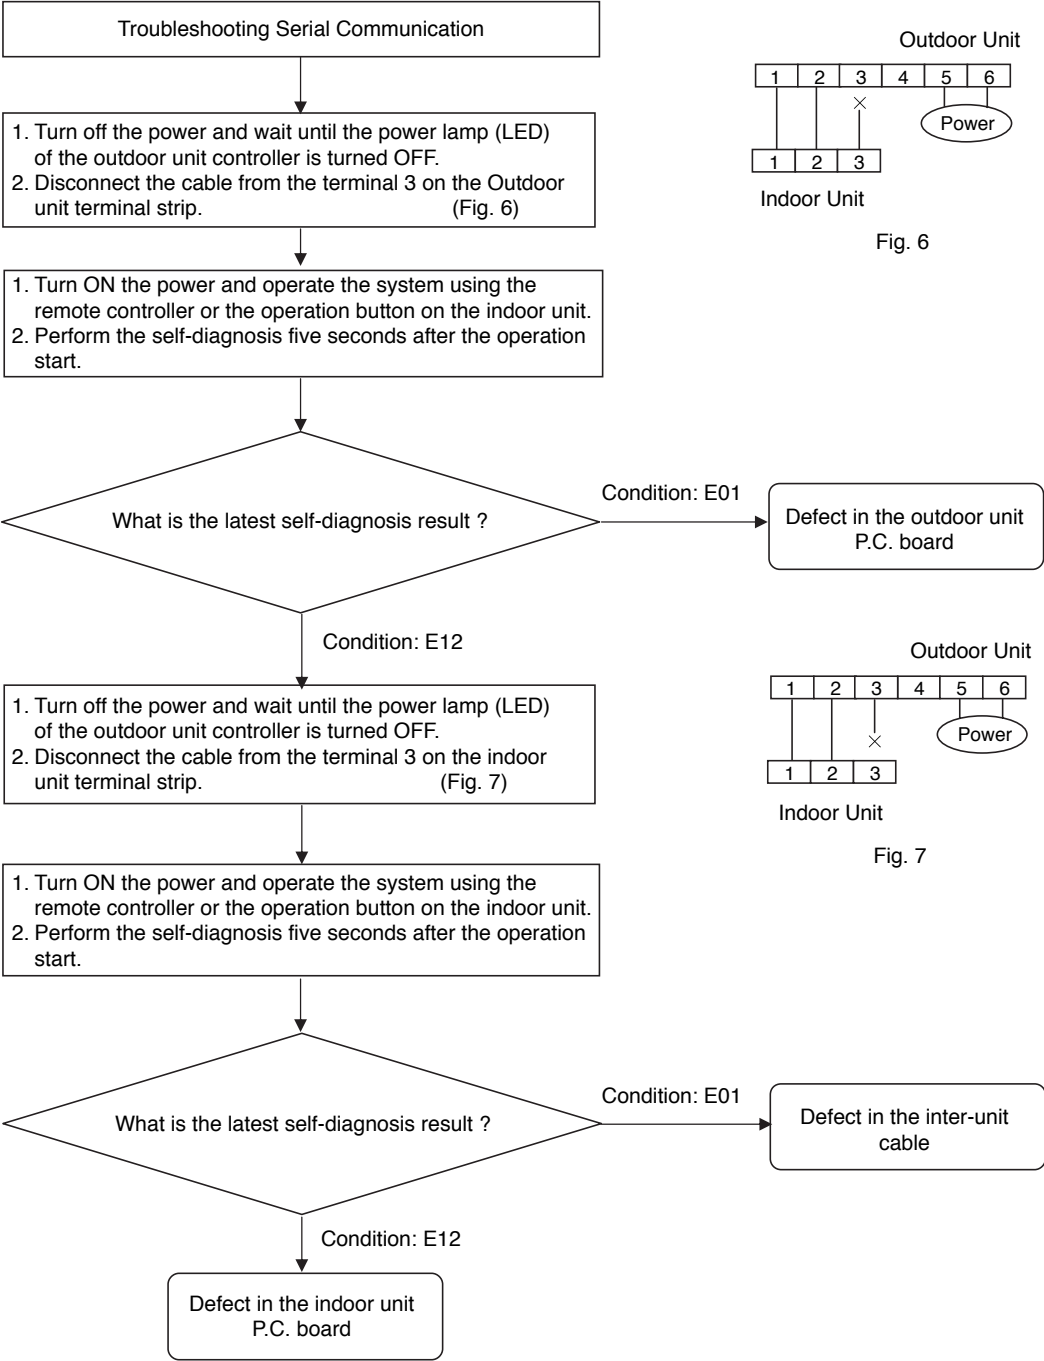 Troubleshooting Serial Communication
Outdoor Unit
1 2 3 4 5 6
×
Power
1 2 3
Indoor Unit
Fig. 6
1. Turn off the power and wait until the power lamp (LED)
of the outdoor unit controller is turned OFF.
2. Disconnect the cable from the terminal 3 on the Outdoor
unit terminal strip. (Fig. 6)
1. Turn ON the power and operate the system using the
remote controller or the operation button on the indoor unit.
2. Perform the self-diagnosis five seconds after the operation
start.
What is the latest self-diagnosis result ?
Condition: E01
Defect in the outdoor unit
P.C. board
Condition: E12
Outdoor Unit
1 2 3 4 5 6
×
Power
1 2 3
Indoor Unit
Fig. 7
1. Turn off the power and wait until the power lamp (LED)
of the outdoor unit controller is turned OFF.
2. Disconnect the cable from the terminal 3 on the indoor
unit terminal strip. (Fig. 7)
1. Turn ON the power and operate the system using the
remote controller or the operation button on the indoor unit.
2. Perform the self-diagnosis five seconds after the operation
start.
What is the latest self-diagnosis result ?
Condition: E01
Defect in the inter-unit
cable
Condition: E12
Defect in the indoor unit
P.C. board